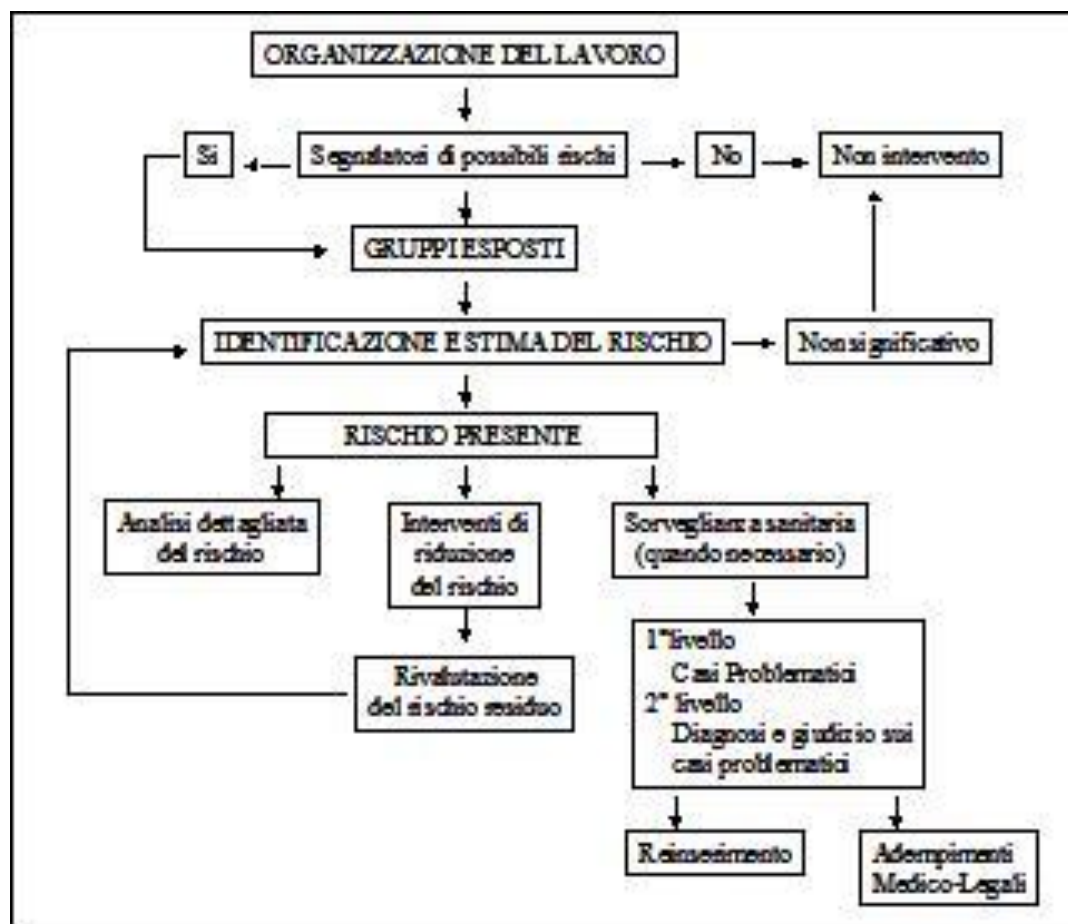 ORGANIZZAZIONE DEL LAVORO
Si
Segnalatori di possibili rischi
No
Non intervento
GRUPPI ESPOSTI
IDENTIFICAZIONE E STIMA DEL RISCHIO
Non significativo
RISCHIO PRESENTE
Analisi dettagliata
del rischio
Interventi di
riduzione
del rischio
Sorveglianza sanitaria
(quando necessario)
Rivalutazione
del rischio residuo
1° livello
Casi Problematici
2° livello
Diagnosi e giudizio sui
casi problematici
Reinserimento
Adempimenti
Medico-Legali